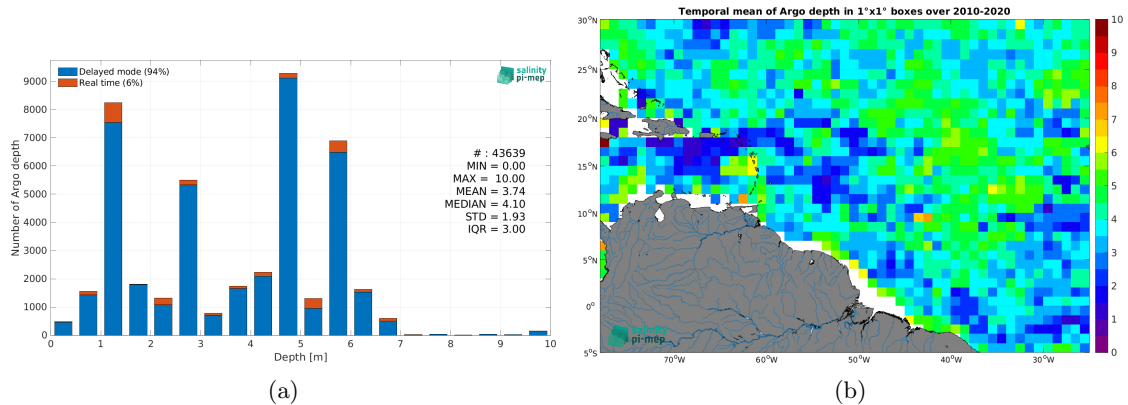 Delayed mode (94%)
Real time (6%)
salinity
pi-mep
9000
8000
7000
6000
5000
4000
3000
2000
1000
0
Number of Argo depth
# : 43639
MIN = 0.00
MAX = 10.00
MEAN = 3.74
MEDIAN = 4.10
STD = 1.93
IQR = 3.00
0 1 2 3 4 5 6 7 8 9 10
Depth [m]
(a)
Temporal mean of Argo depth in 1°x1° boxes over 2010-2020
30°N
25°N
20°N
15°N
10°N
5°N
0°
5°S
70°W 60°W 50°W 40°W 30°W
salinity
pi-mep
10
9
8
7
6
5
4
3
2
1
0
(b)